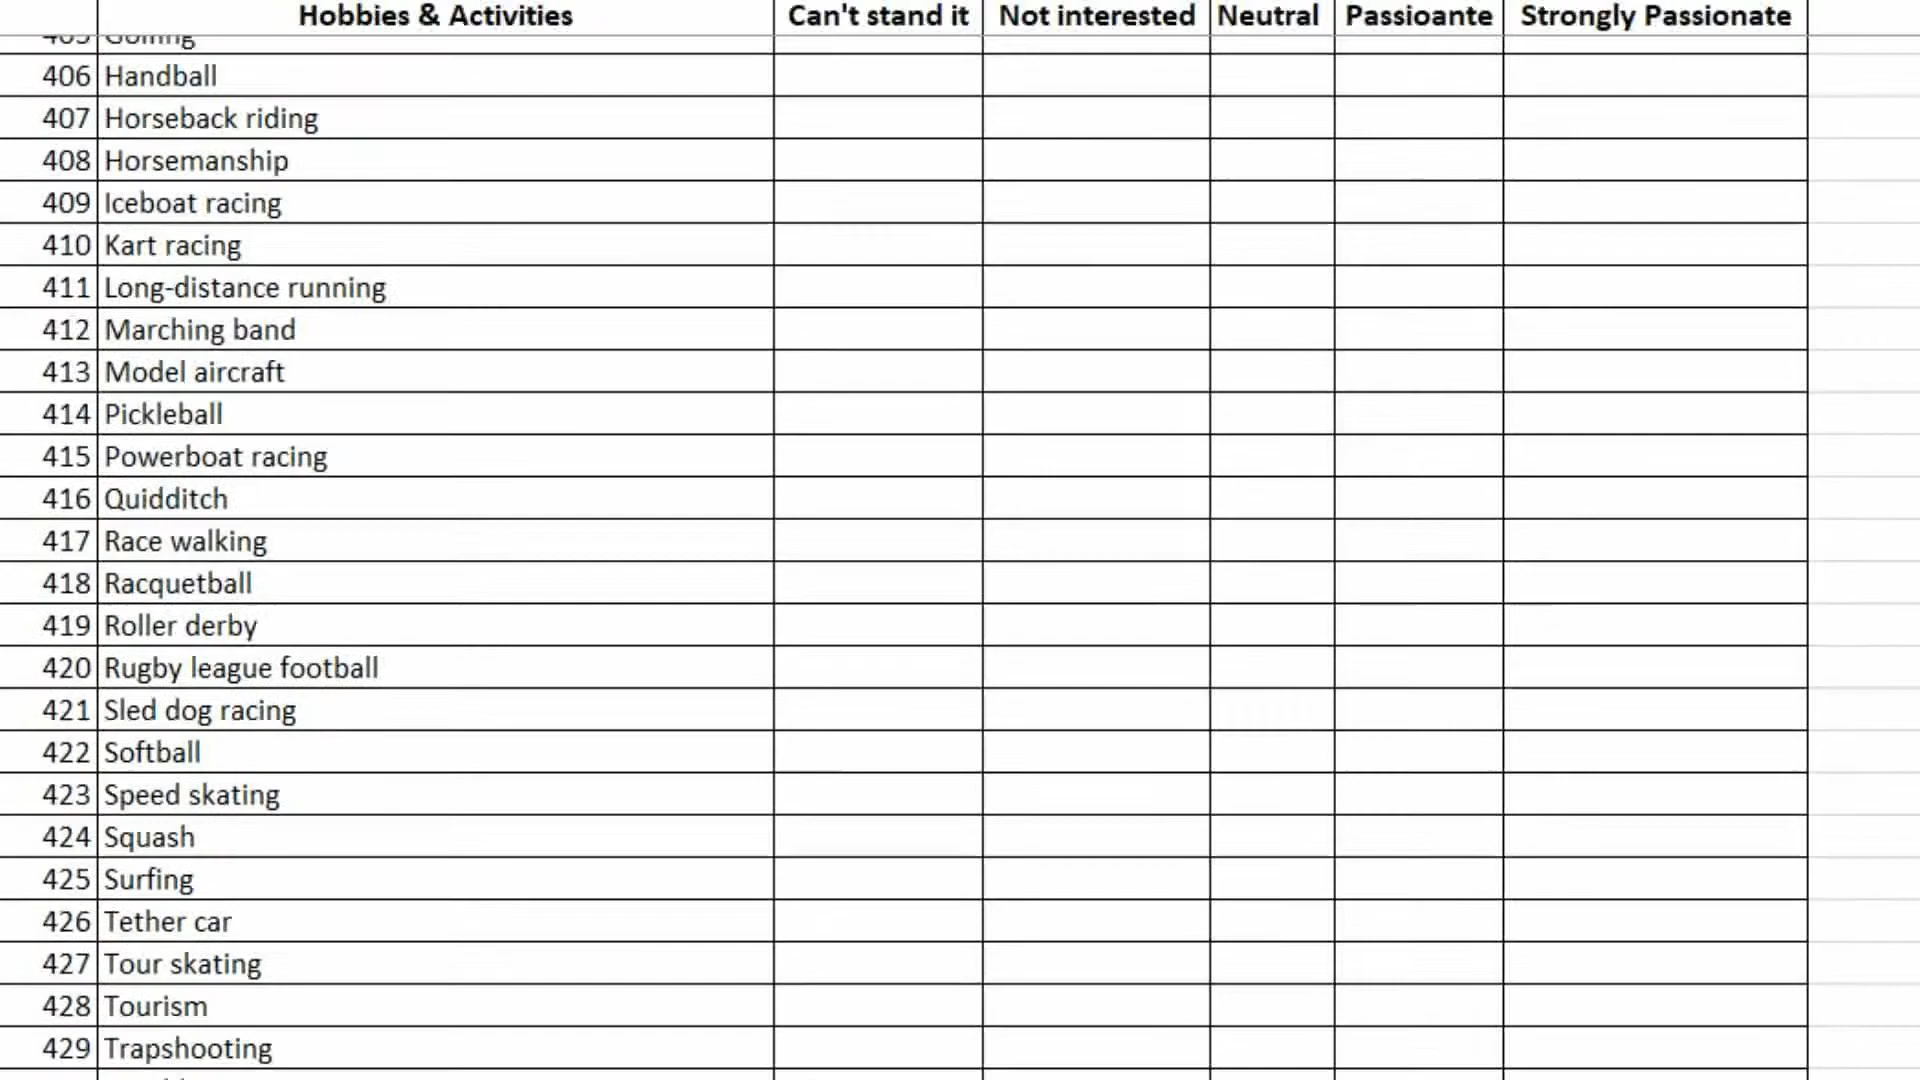 Hobbies & Activities Can't stand it Not interested Neutral Passioante Strongly Passionate
405 Golfing
406 Handball
407 Horseback riding
408 Horsemanship
409 Iceboat racing
410 Kart racing
411 Long-distance running
412 Marching band
413 Model aircraft
414 Pickleball
415 Powerboat racing
416 Quidditch
417 Race walking
418 Racquetball
419 Roller derby
420 Rugby league football
421 Sled dog racing
422 Softball
423 Speed skating
424 Squash
425 Surfing
426 Tether car
427 Tour skating
428 Tourism
429 Trapshooting